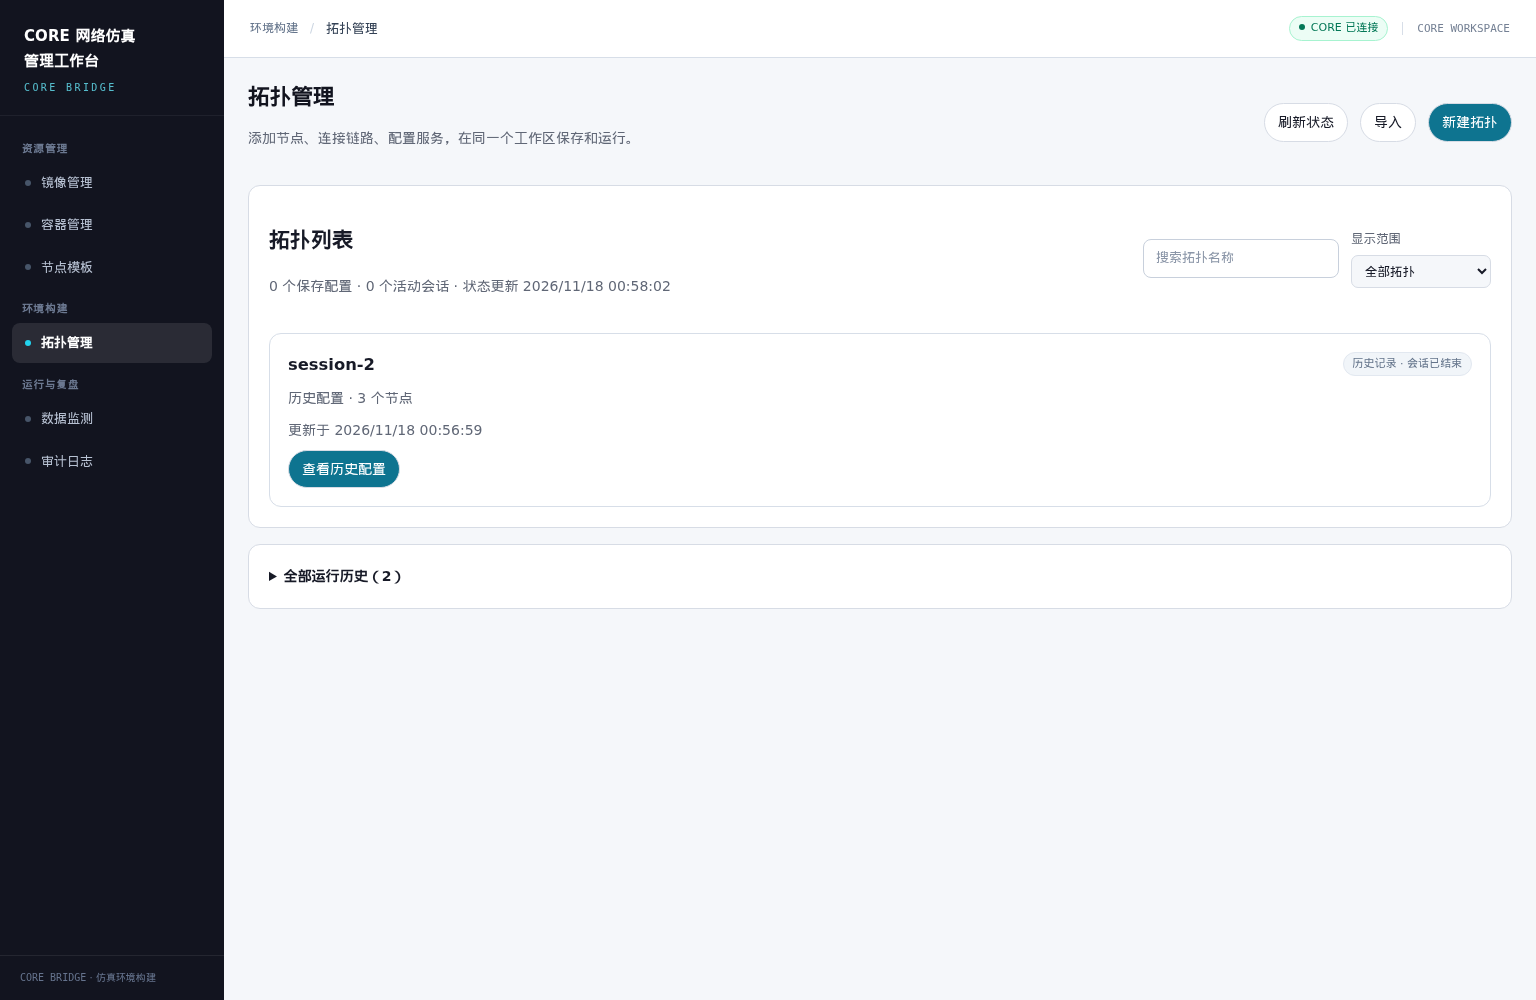 CORE 网络仿真
管理工作台
CORE BRIDGE
资源管理
镜像管理
容器管理
节点模板
环境构建
拓扑管理
运行与复盘
数据监测
审计日志
CORE BRIDGE · 仿真环境构建
环境构建 / 拓扑管理
CORE 已连接
CORE WORKSPACE
拓扑管理
添加节点、连接链路、配置服务，在同一个工作区保存和运行。
刷新状态
导入
新建拓扑
拓扑列表
0 个保存配置 · 0 个活动会话 · 状态更新 2026/11/18 00:58:02
搜索拓扑名称
显示范围
全部拓扑
session-2
历史记录 · 会话已结束
历史配置 · 3 个节点
更新于 2026/11/18 00:56:59
查看历史配置
全部运行历史（2）